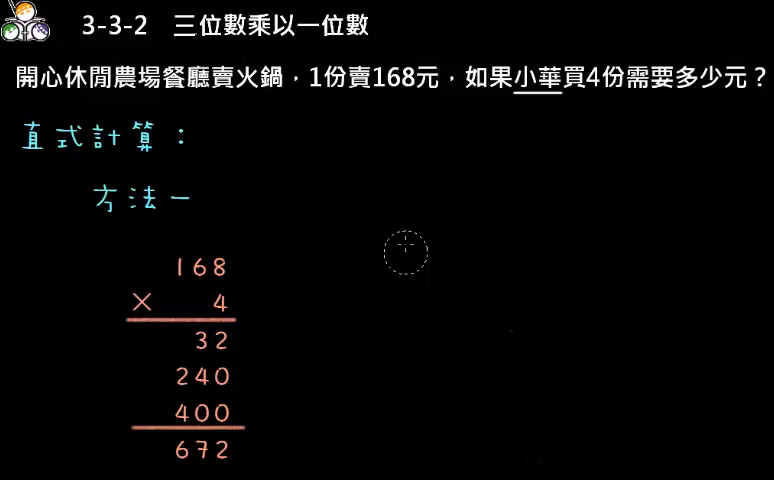 3-3-2 三位數乘以一位數
開心休閒農場餐廳賣火鍋，1份賣168元，如果小華買4份需要多少元？
直式計算：
方法一
168
× 4
32
240
400
672